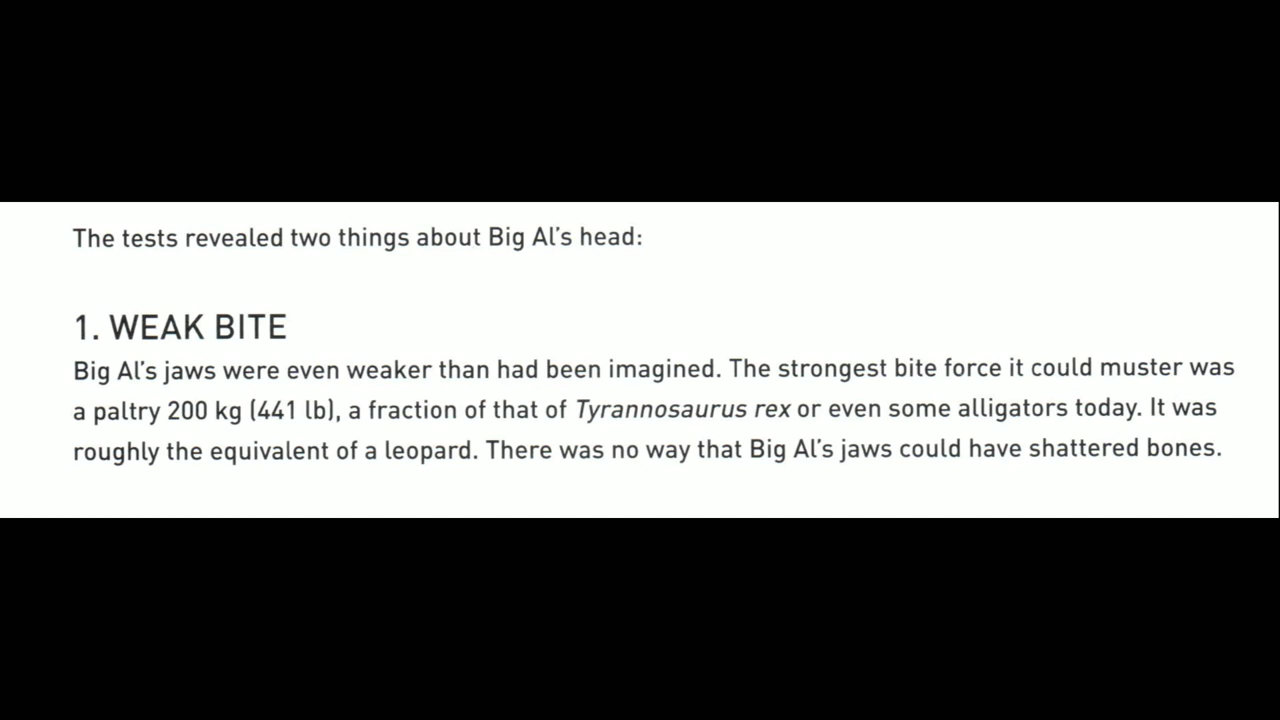 The tests revealed two things about Big Al's head:
1. WEAK BITE
Big Al's jaws were even weaker than had been imagined. The strongest bite force it could muster was
a paltry 200 kg (441 lb), a fraction of that of Tyrannosaurus rex or even some alligators today. It was
roughly the equivalent of a leopard. There was no way that Big Al's jaws could have shattered bones.